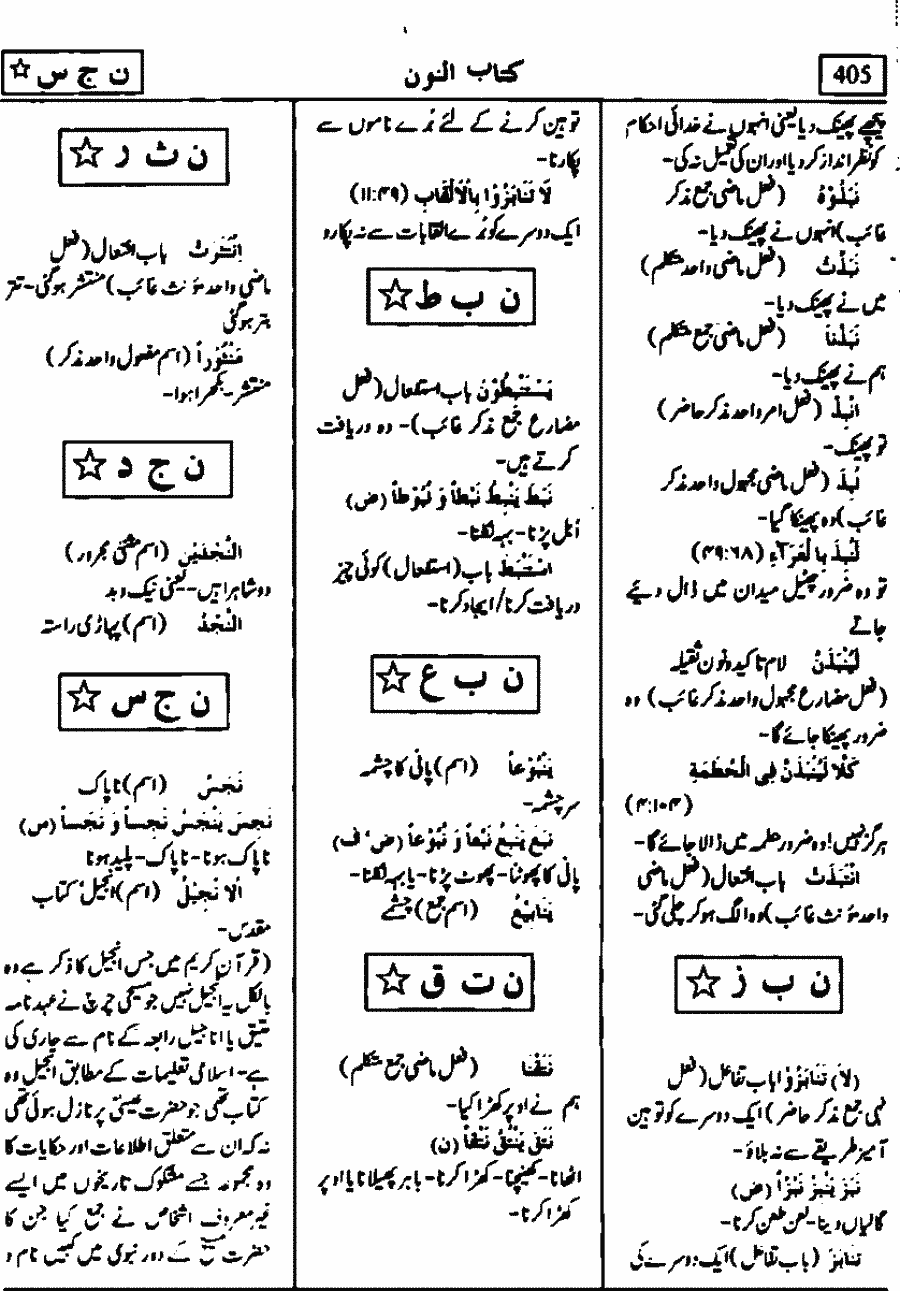 405
کتاب النون
ن ج س ☆
پیچھے پھینک دیا یعنی انہوں نے خدائی احکام
کو نظر انداز کر دیا اور ان کی تعمیل نہ کی-
نَبَذُوْهُ (فعل ماضی جمع مذکر
غائب) انہوں نے پھینک دیا-
نَبَذْتُ (فعل ماضی واحد متکلم)
میں نے پھینک دیا-
نَبَذْنَا (فعل ماضی جمع متکلم)
ہم نے پھینک دیا-
انْبِذْ (فعل امر واحد مذکر حاضر)
تو پھینک-
نُبِذَ (فعل ماضی مجہول واحد مذکر
غائب) وہ پھینکا گیا-
لَنُبِذَ بِالْعَرَآءِ (۴۹:۶۸)
تو وہ ضرور چٹیل میدان میں ڈال دیئے
جاتے
لَیُنْبَذَنَّ لام تاکید ونون ثقیلہ
(فعل مضارع مجہول واحد مذکر غائب) وہ
ضرور پھینکا جائے گا-
کَلَّا لَیُنْبَذَنَّ فِی الْحُطَمَةِ
(۴:۱۰۴)
ہرگز نہیں! وہ ضرور حطمہ میں ڈالا جائے گا-
انْتَبَذَتْ باب افتعال (فعل ماضی
واحد مؤنث غائب) وہ الگ ہو کر چلی گئی-
ن ب ز ☆
(لَا) تَنَابَزُوْا باب تفاعل (فعل
نہی جمع مذکر حاضر) ایک دوسرے کو توہین
آمیز طریقے سے نہ بلاؤ-
نَبَزَ یَنْبِزُ نَبْزاً (ض)
گالیاں دینا- لعن طعن کرنا-
تَنَابَزَ (باب تفاعل) ایک دوسرے کی
توہین کرنے کے لئے بُرے ناموں سے
پکارنا-
لَا تَنَابَزُوْا بِالْاَلْقَابِ (۱۱:۴۹)
ایک دوسرے کو بُرے القابات سے نہ پکارو
ن ب ط ☆
یَسْتَنْبِطُوْنَ باب استفعال (فعل
مضارع جمع مذکر غائب)- وہ دریافت
کرتے ہیں-
نَبَطَ یَنْبِطُ نَبْطاً وَ نُبُوْطاً (ض)
اُبل پڑنا- بہہ نکلنا-
اسْتَنْبَطَ باب (استفعال) کوئی چیز
دریافت کرنا/ایجاد کرنا-
ن ب ع ☆
یَنْبُوْعاً (اسم) پانی کا چشمہ
سرچشمہ-
نَبَعَ یَنْبِعُ نَبْعاً وَ نُبُوْعاً (ض، ف)
پانی کا پھوٹنا- پھوٹ پڑنا- یا بہہ نکلنا-
یَنَابِیْعُ (اسم جمع) چشمے
ن ت ق ☆
نَتَقْنَا (فعل ماضی جمع متکلم)
ہم نے اوپر کھڑا کیا-
نَتَقَ یَنْتُقُ نَتْقاً (ن)
اٹھانا- کھینچنا- کھڑا کرنا- باہر پھیلانا یا اوپر
کھڑا کرنا-
ن ث ر ☆
انْتَثَرَتْ باب افتعال (فعل
ماضی واحد مؤنث غائب) منتشر ہو گئی- تتر
بتر ہو گئی
مَنْثُوْراً (اسم مفعول واحد مذکر)
منتشر- بکھرا ہوا-
ن ج د ☆
النَّجْدَیْنِ (اسم مثنیٰ مجرور)
دو شاہراہیں-- یعنی نیک و بد
النَّجْدُ (اسم) پہاڑی راستہ
ن ج س ☆
نَجَسٌ (اسم) ناپاک
نَجِسَ یَنْجَسُ نَجِساً وَ نَجَساً (س)
ناپاک ہونا- ناپاک- پلید ہونا
الْاِنْجِیْلُ (اسم) انجیل کتاب
مقدس-
(قرآن کریم میں جس انجیل کا ذکر ہے وہ
بالکل یہ انجیل نہیں جو مسیحی چرچ نے عہد نامہ
عتیق یا اناجیل رابعہ کے نام سے جاری کی
ہے- اسلامی تعلیمات کے مطابق انجیل وہ
کتاب تھی جو حضرت عیسیٰؑ پر نازل ہوئی تھی
نہ کہ ان سے متعلق اطلاعات اور حکایات کا
وہ مجموعہ جسے مشکوک تاریخوں میں ایسے
غیر معروف اشخاص نے جمع کیا جن کا
حضرت مسیحؑ کے دور نبوی میں کہیں نام و